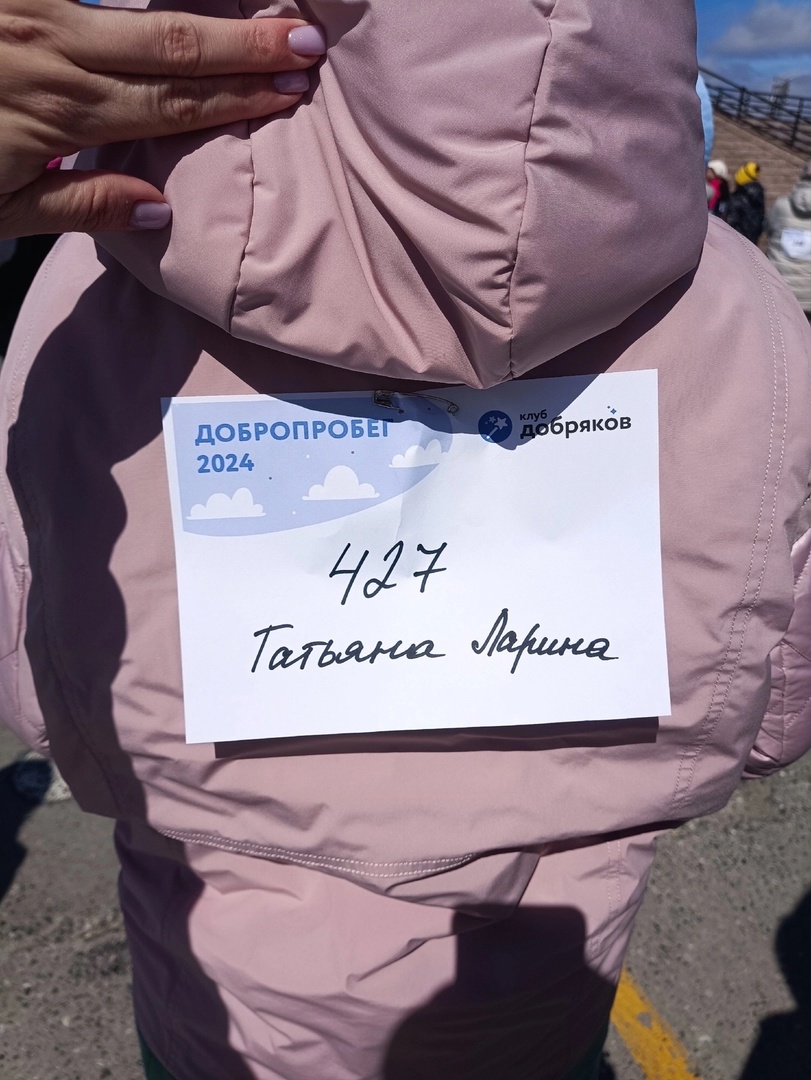 ДОБРОПРОБЕГ
2024
клуб
добряков
427
Татьяна Ларина